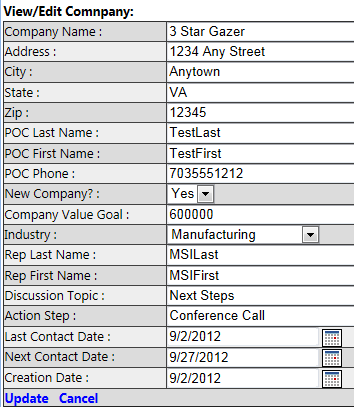 View/Edit Comnpany:
Company Name : 3 Star Gazer
Address : 1234 Any Street
City : Anytown
State : VA
Zip : 12345
POC Last Name : TestLast
POC First Name : TestFirst
POC Phone : 7035551212
New Company? : Yes
Company Value Goal : 600000
Industry : Manufacturing
Rep Last Name : MSILast
Rep First Name : MSIFirst
Discussion Topic : Next Steps
Action Step : Conference Call
Last Contact Date : 9/2/2012
Next Contact Date : 9/27/2012
Creation Date : 9/2/2012
Update Cancel